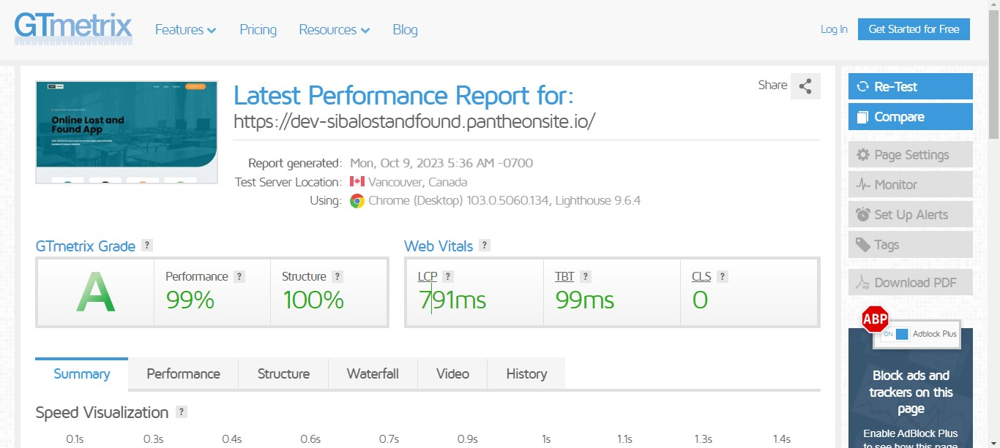 GTmetrix Features Pricing Resources Blog Log In Get Started for Free
Online Lost and
Found App
Latest Performance Report for:
https://dev-sibalostandfound.pantheonsite.io/
Share
Report generated: Mon, Oct 9, 2023 5:36 AM -0700
Test Server Location: Vancouver, Canada
Using: Chrome (Desktop) 103.0.5060.134, Lighthouse 9.6.4
GTmetrix Grade ?
A
Performance ?
99%
Structure ?
100%
Web Vitals ?
LCP ?
791ms
TBT ?
99ms
CLS ?
0
Summary Performance Structure Waterfall Video History
Speed Visualization ?
0.1s 0.3s 0.4s 0.6s 0.7s 0.9s 1s 1.1s 1.3s 1.4s
Re-Test
Compare
Page Settings
Monitor
Set Up Alerts
Tags
PDF Download PDF
ABP
ON Adblock Plus
Block ads and
trackers on this
page
Enable AdBlock Plus
to see how this page